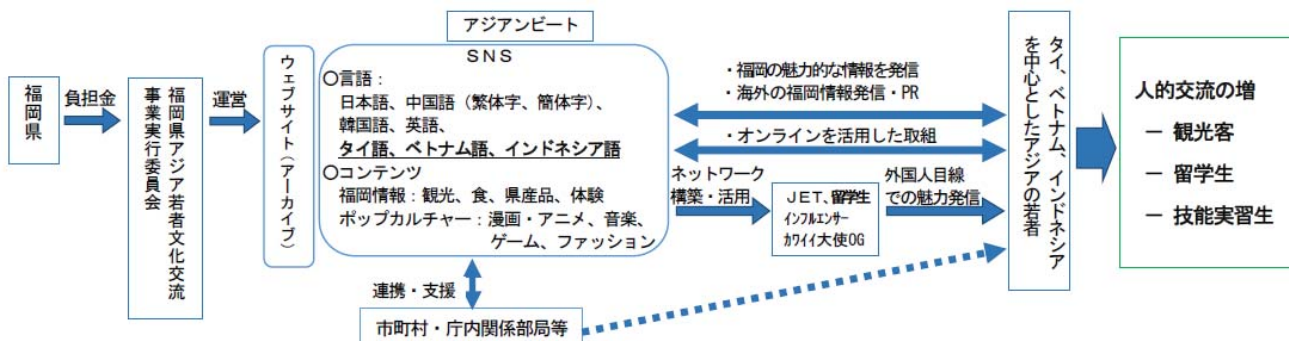 福岡県
負担金
福岡県アジア若者文化交流
事業実行委員会
運営
アジアンビート
ウェブサイト（アーカイブ）
SNS
○言語：
日本語、中国語（繁体字、簡体字）、
韓国語、英語、
タイ語、ベトナム語、インドネシア語
○コンテンツ
福岡情報：観光、食、県産品、体験
ポップカルチャー：漫画・アニメ、音楽、
ゲーム、ファッション
連携・支援
市町村・庁内関係部局等
・福岡の魅力的な情報を発信
・海外の福岡情報発信・PR
・オンラインを活用した取組
ネットワーク
構築・活用
JET、留学生
インフルエンサー
カワイイ大使OG
外国人目線
での魅力発信
タイ、ベトナム、インドネシア
を中心としたアジアの若者
人的交流の増
― 観光客
― 留学生
― 技能実習生